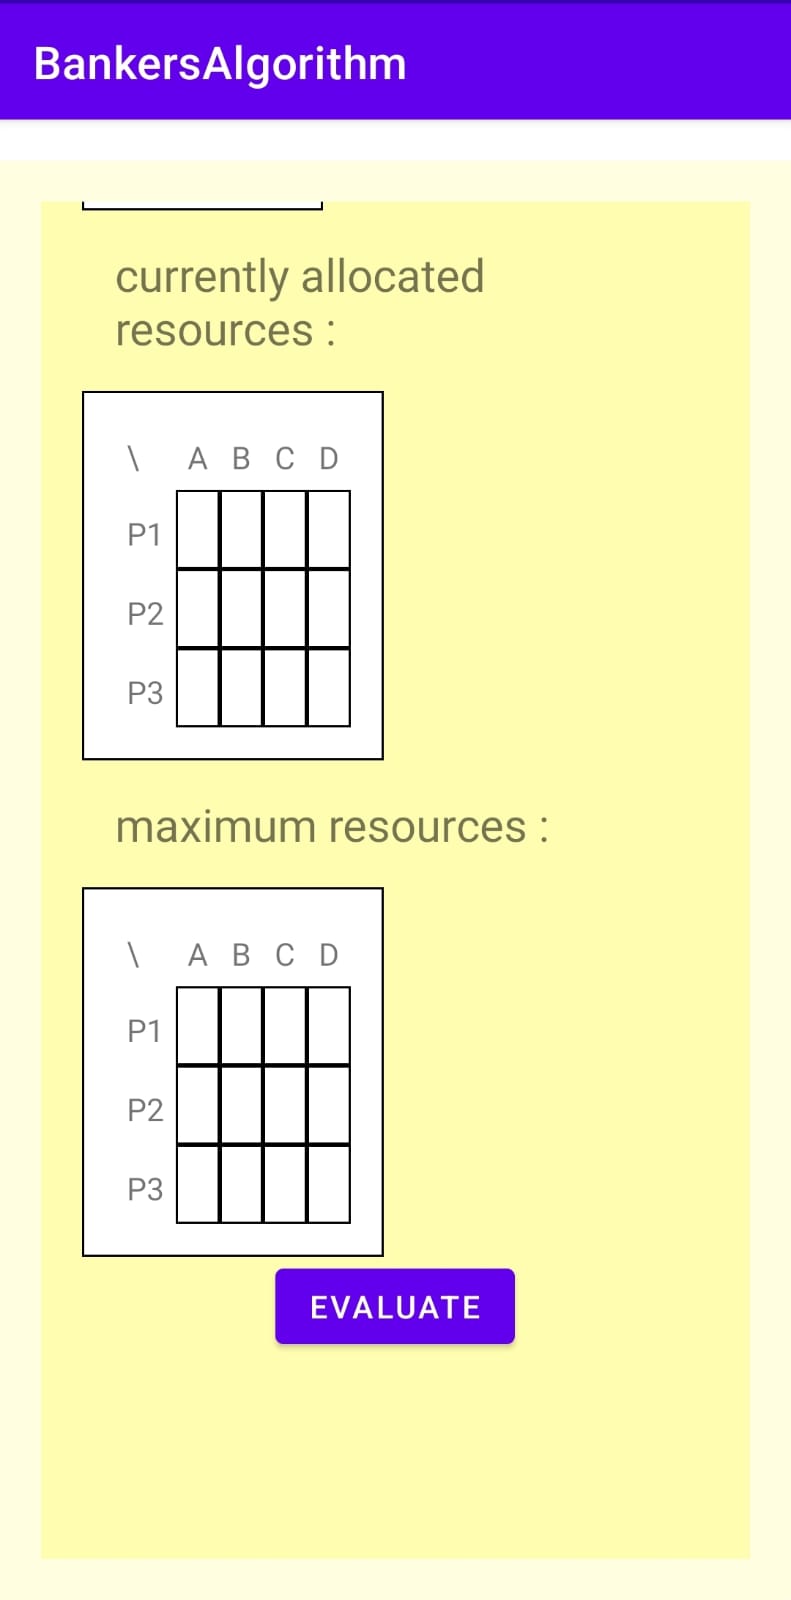 BankersAlgorithm
currently allocated
resources :
\ A B C D
P1
P2
P3
maximum resources :
\ A B C D
P1
P2
P3
EVALUATE